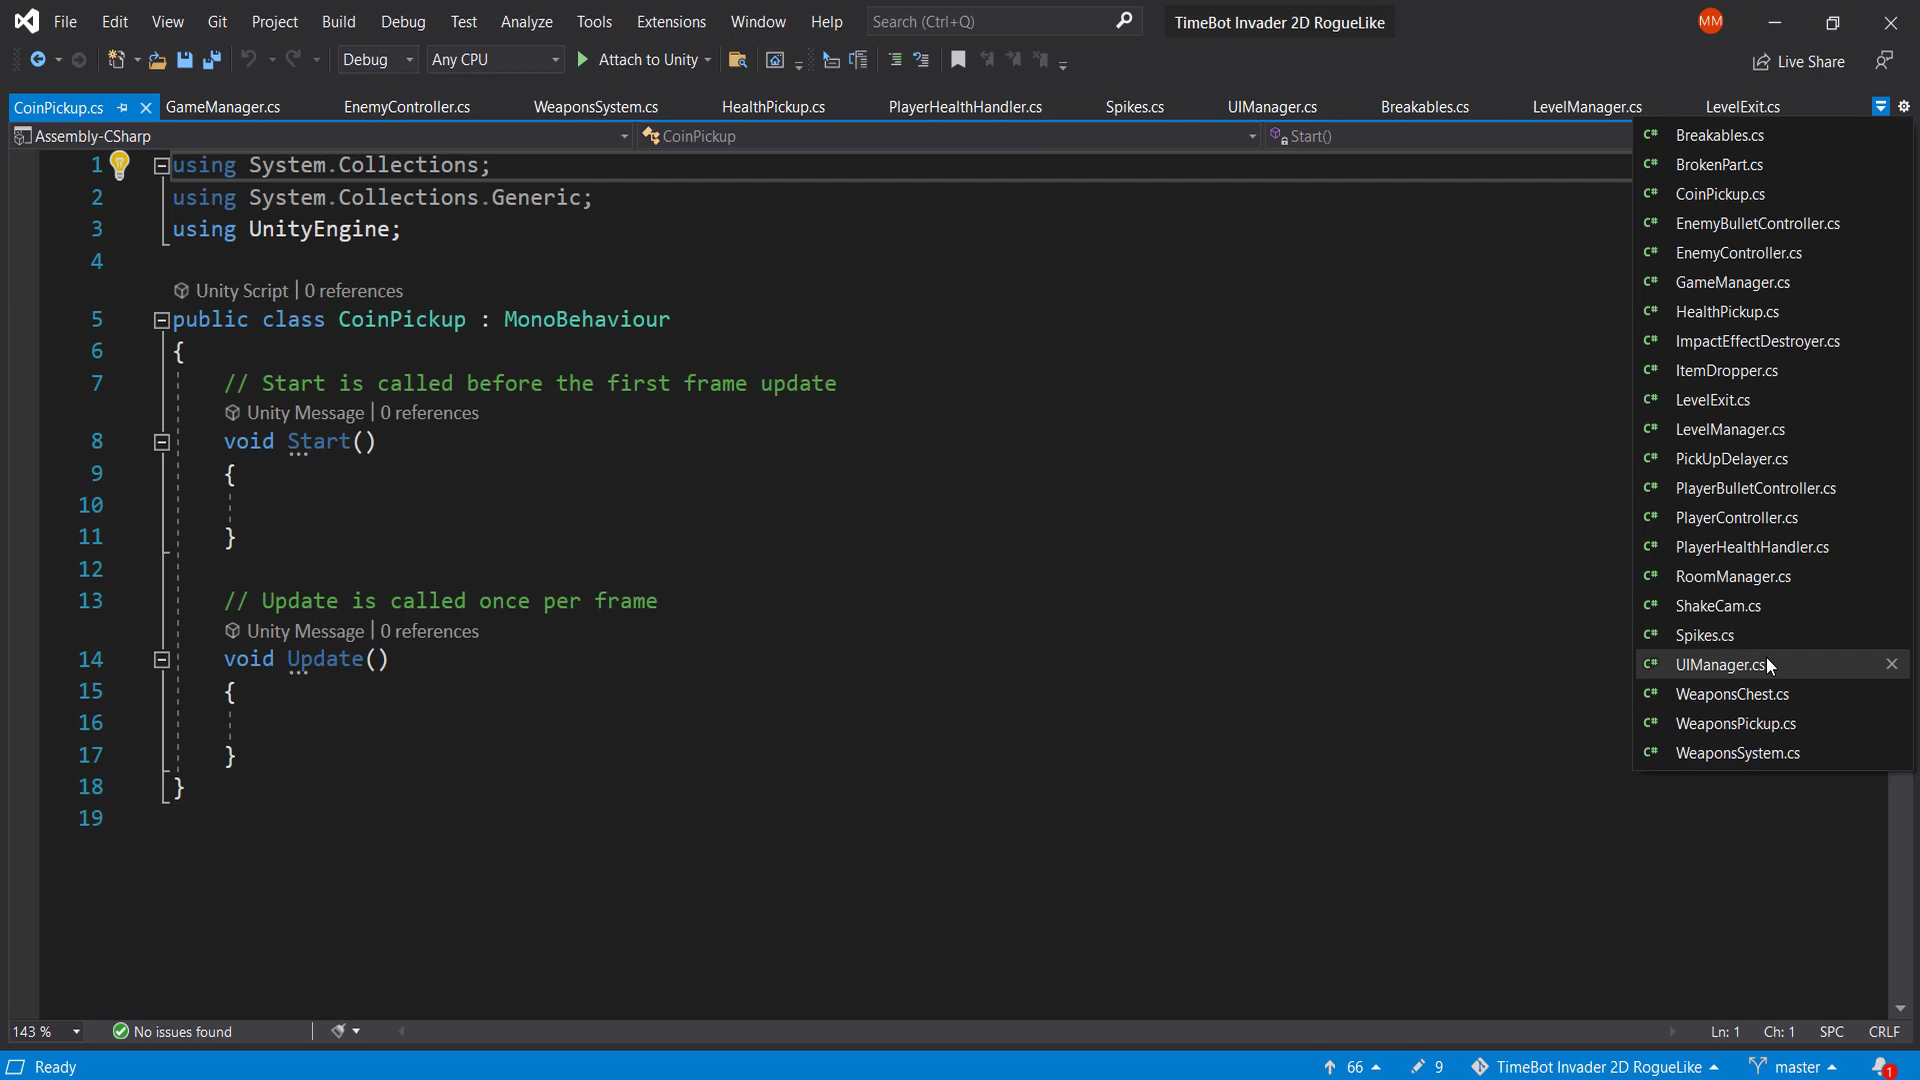 File Edit View Git Project Build Debug Test Analyze Tools Extensions Window Help Search (Ctrl+Q) TimeBot Invader 2D RogueLike MM
Debug Any CPU Attach to Unity Live Share
CoinPickup.cs GameManager.cs EnemyController.cs WeaponsSystem.cs HealthPickup.cs PlayerHealthHandler.cs Spikes.cs UIManager.cs Breakables.cs LevelManager.cs LevelExit.cs
Assembly-CSharp CoinPickup Start()
1 using System.Collections;
2 using System.Collections.Generic;
3 using UnityEngine;
4
Unity Script | 0 references
5 public class CoinPickup : MonoBehaviour
6 {
7 // Start is called before the first frame update
Unity Message | 0 references
8 void Start()
9 {
10
11 }
12
13 // Update is called once per frame
Unity Message | 0 references
14 void Update()
15 {
16
17 }
18 }
19
C# Breakables.cs
C# BrokenPart.cs
C# CoinPickup.cs
C# EnemyBulletController.cs
C# EnemyController.cs
C# GameManager.cs
C# HealthPickup.cs
C# ImpactEffectDestroyer.cs
C# ItemDropper.cs
C# LevelExit.cs
C# LevelManager.cs
C# PickUpDelayer.cs
C# PlayerBulletController.cs
C# PlayerController.cs
C# PlayerHealthHandler.cs
C# RoomManager.cs
C# ShakeCam.cs
C# Spikes.cs
C# UIManager.cs
C# WeaponsChest.cs
C# WeaponsPickup.cs
C# WeaponsSystem.cs
143 % No issues found Ln: 1 Ch: 1 SPC CRLF
Ready 66 9 TimeBot Invader 2D RogueLike master 1